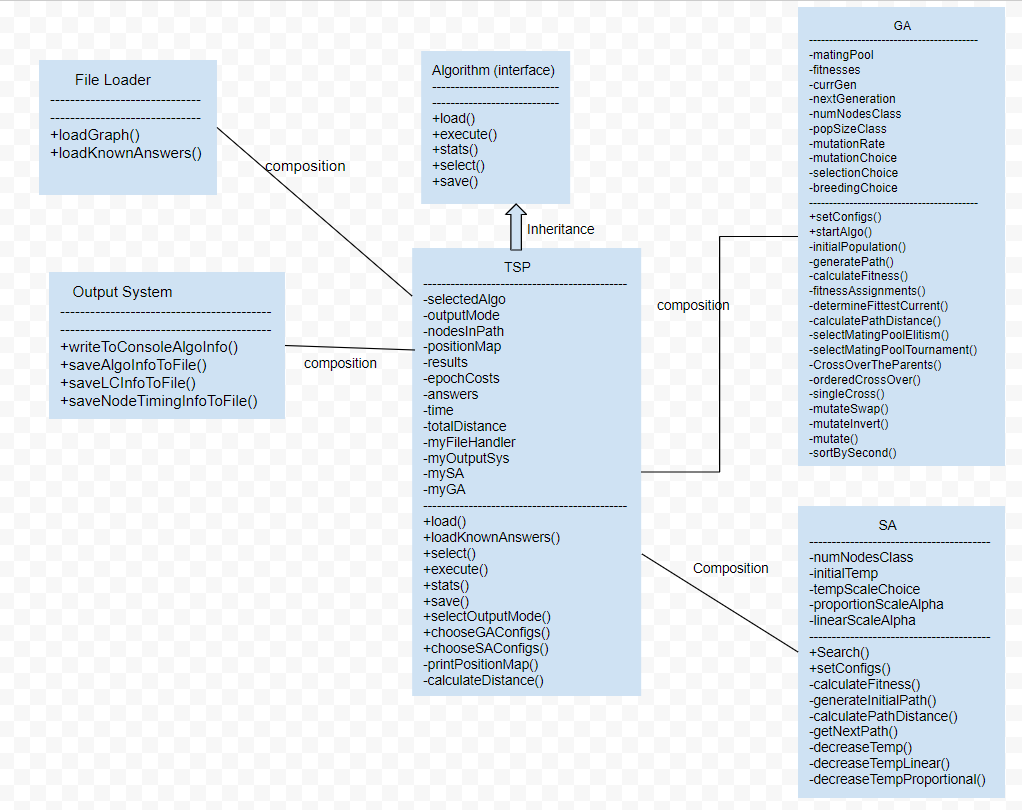 File Loader
------------------------------
------------------------------
+loadGraph()
+loadKnownAnswers()
composition
Output System
------------------------------------------
------------------------------------------
+writeToConsoleAlgoInfo()
+saveAlgoInfoToFile()
+saveLCInfoToFile()
+saveNodeTimingInfoToFile()
composition
Algorithm (interface)
----------------------------
----------------------------
+load()
+execute()
+stats()
+select()
+save()
Inheritance
TSP
---------------------------------------------
-selectedAlgo
-outputMode
-nodesInPath
-positionMap
-results
-epochCosts
-answers
-time
-totalDistance
-myFileHandler
-myOutputSys
-mySA
-myGA
---------------------------------------------
+load()
+loadKnownAnswers()
+select()
+execute()
+stats()
+save()
+selectOutputMode()
+chooseGAConfigs()
+chooseSAConfigs()
-printPositionMap()
-calculateDistance()
composition
GA
------------------------------------------
-matingPool
-fitnesses
-currGen
-nextGeneration
-numNodesClass
-popSizeClass
-mutationRate
-mutationChoice
-selectionChoice
-breedingChoice
------------------------------------------
+setConfigs()
+startAlgo()
-initialPopulation()
-generatePath()
-calculateFitness()
-fitnessAssignments()
-determineFittestCurrent()
-calculatePathDistance()
-selectMatingPoolElitism()
-selectMatingPoolTournament()
-CrossOverTheParents()
-orderedCrossOver()
-singleCross()
-mutateSwap()
-mutateInvert()
-mutate()
-sortBySecond()
Composition
SA
----------------------------------------
-numNodesClass
-initialTemp
-tempScaleChoice
-proportionScaleAlpha
-linearScaleAlpha
----------------------------------------
+Search()
+setConfigs()
-calculateFitness()
-generateInitialPath()
-calculatePathDistance()
-getNextPath()
-decreaseTemp()
-decreaseTempLinear()
-decreaseTempProportional()